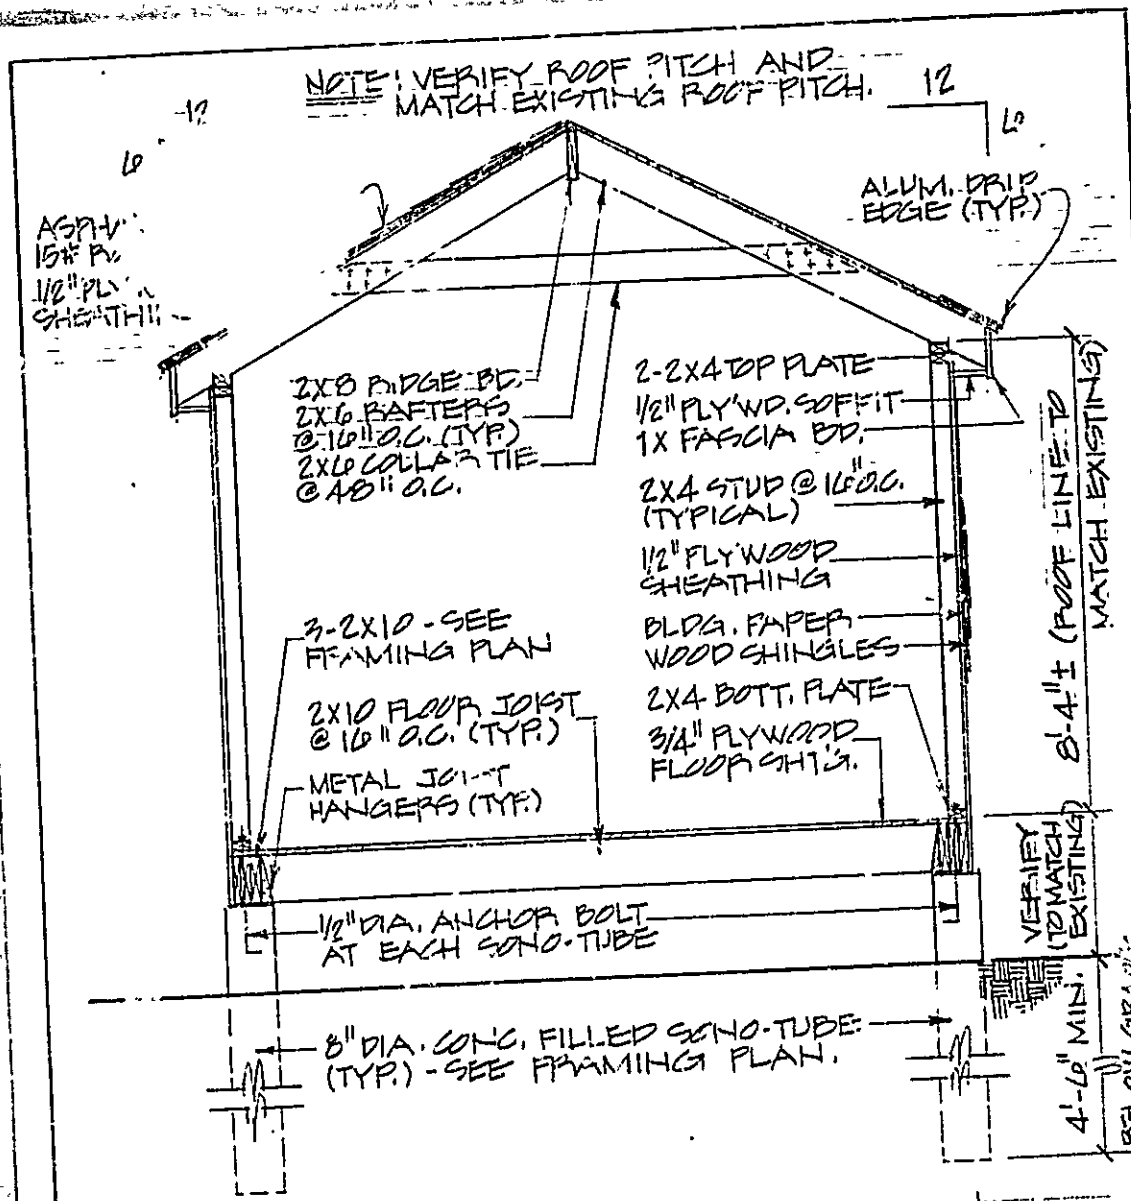 NOTE: VERIFY ROOF PITCH AND
MATCH EXISTING ROOF PITCH.
12
6
12
6
ALUM. DRIP
EDGE (TYP.)
15#
1/2"
2X8 RIDGE BD.
2X6 RAFTERS
@ 16" O.C. (TYP.)
2X6 COLLAR TIE
@ 48" O.C.
2-2X4 TOP PLATE
1/2" PLY'WD. SOFFIT
1X FASCIA BD.
2X4 STUD @ 16" O.C.
(TYPICAL)
1/2" PLYWOOD
SHEATHING
BLDG. PAPER
WOOD SHINGLES
2X4 BOTT. PLATE
3/4" PLYWOOD
FLOOR SHT'G.
3-2X10 - SEE
FRAMING PLAN
2X10 FLOOR JOIST
@ 16" O.C. (TYP.)
METAL JOIST
HANGERS (TYP.)
1/2" DIA. ANCHOR BOLT
AT EACH SONO-TUBE
8" DIA. CONC. FILLED SONO-TUBE
(TYP.) - SEE FRAMING PLAN.
8'-4"± (ROOF LINE TO
MATCH EXISTING)
VERIFY
(TO MATCH
EXISTING)
4'-6" MIN.
BELOW GRADE